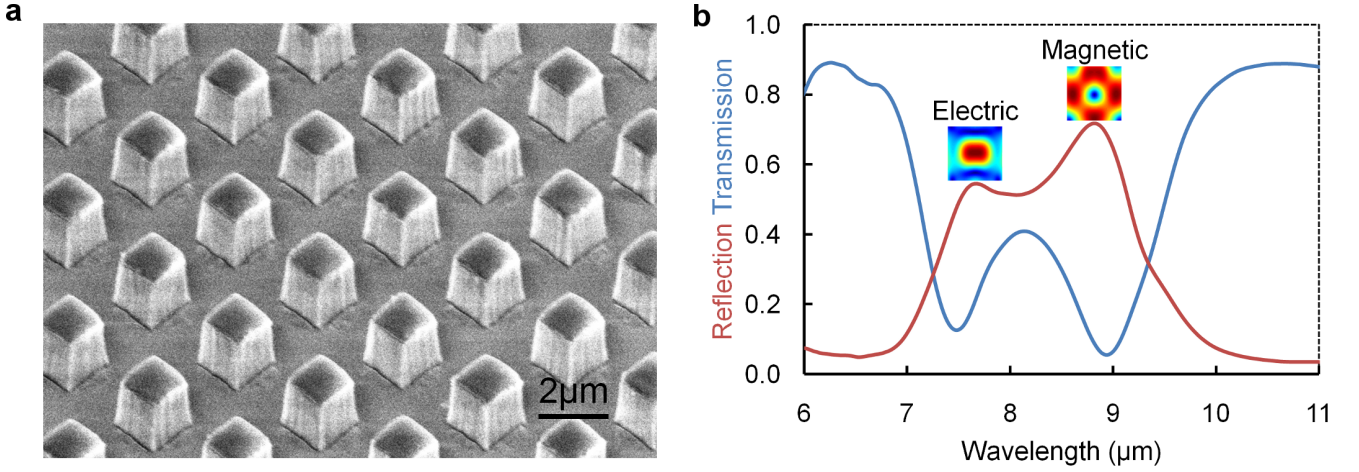 a
2μm
b
Reflection Transmission
1.0
0.8
0.6
0.4
0.2
0.0
Electric
Magnetic
6 7 8 9 10 11
Wavelength (μm)